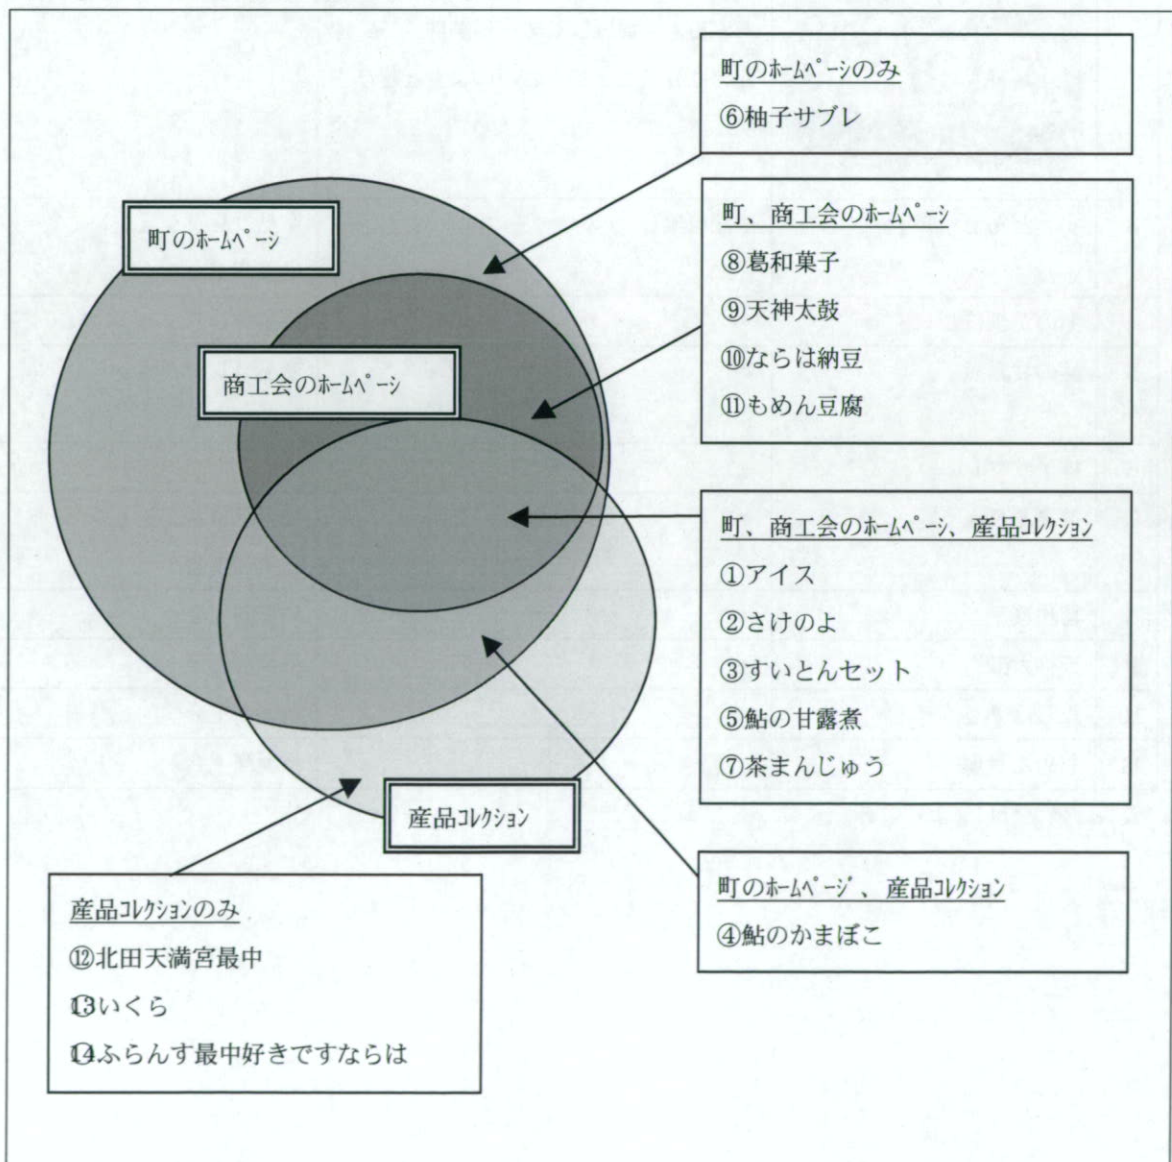 町のﾎｰﾑﾍﾟｰｼのみ
⑥柚子サブレ
町、商工会のﾎｰﾑﾍﾟｰｼ
⑧葛和菓子
⑨天神太鼓
⑩ならは納豆
⑪もめん豆腐
町、商工会のﾎｰﾑﾍﾟｰｼ、産品ｺﾚｸｼｮﾝ
①アイス
②さけのよ
③すいとんセット
⑤鮎の甘露煮
⑦茶まんじゅう
町のﾎｰﾑﾍﾟｰｼﾞ、産品ｺﾚｸｼｮﾝ
④鮎のかまぼこ
町のﾎｰﾑﾍﾟｰｼ
商工会のﾎｰﾑﾍﾟｰｼ
産品ｺﾚｸｼｮﾝ
産品ｺﾚｸｼｮﾝのみ
⑫北田天満宮最中
⑬いくら
⑭ふらんす最中好きですならは